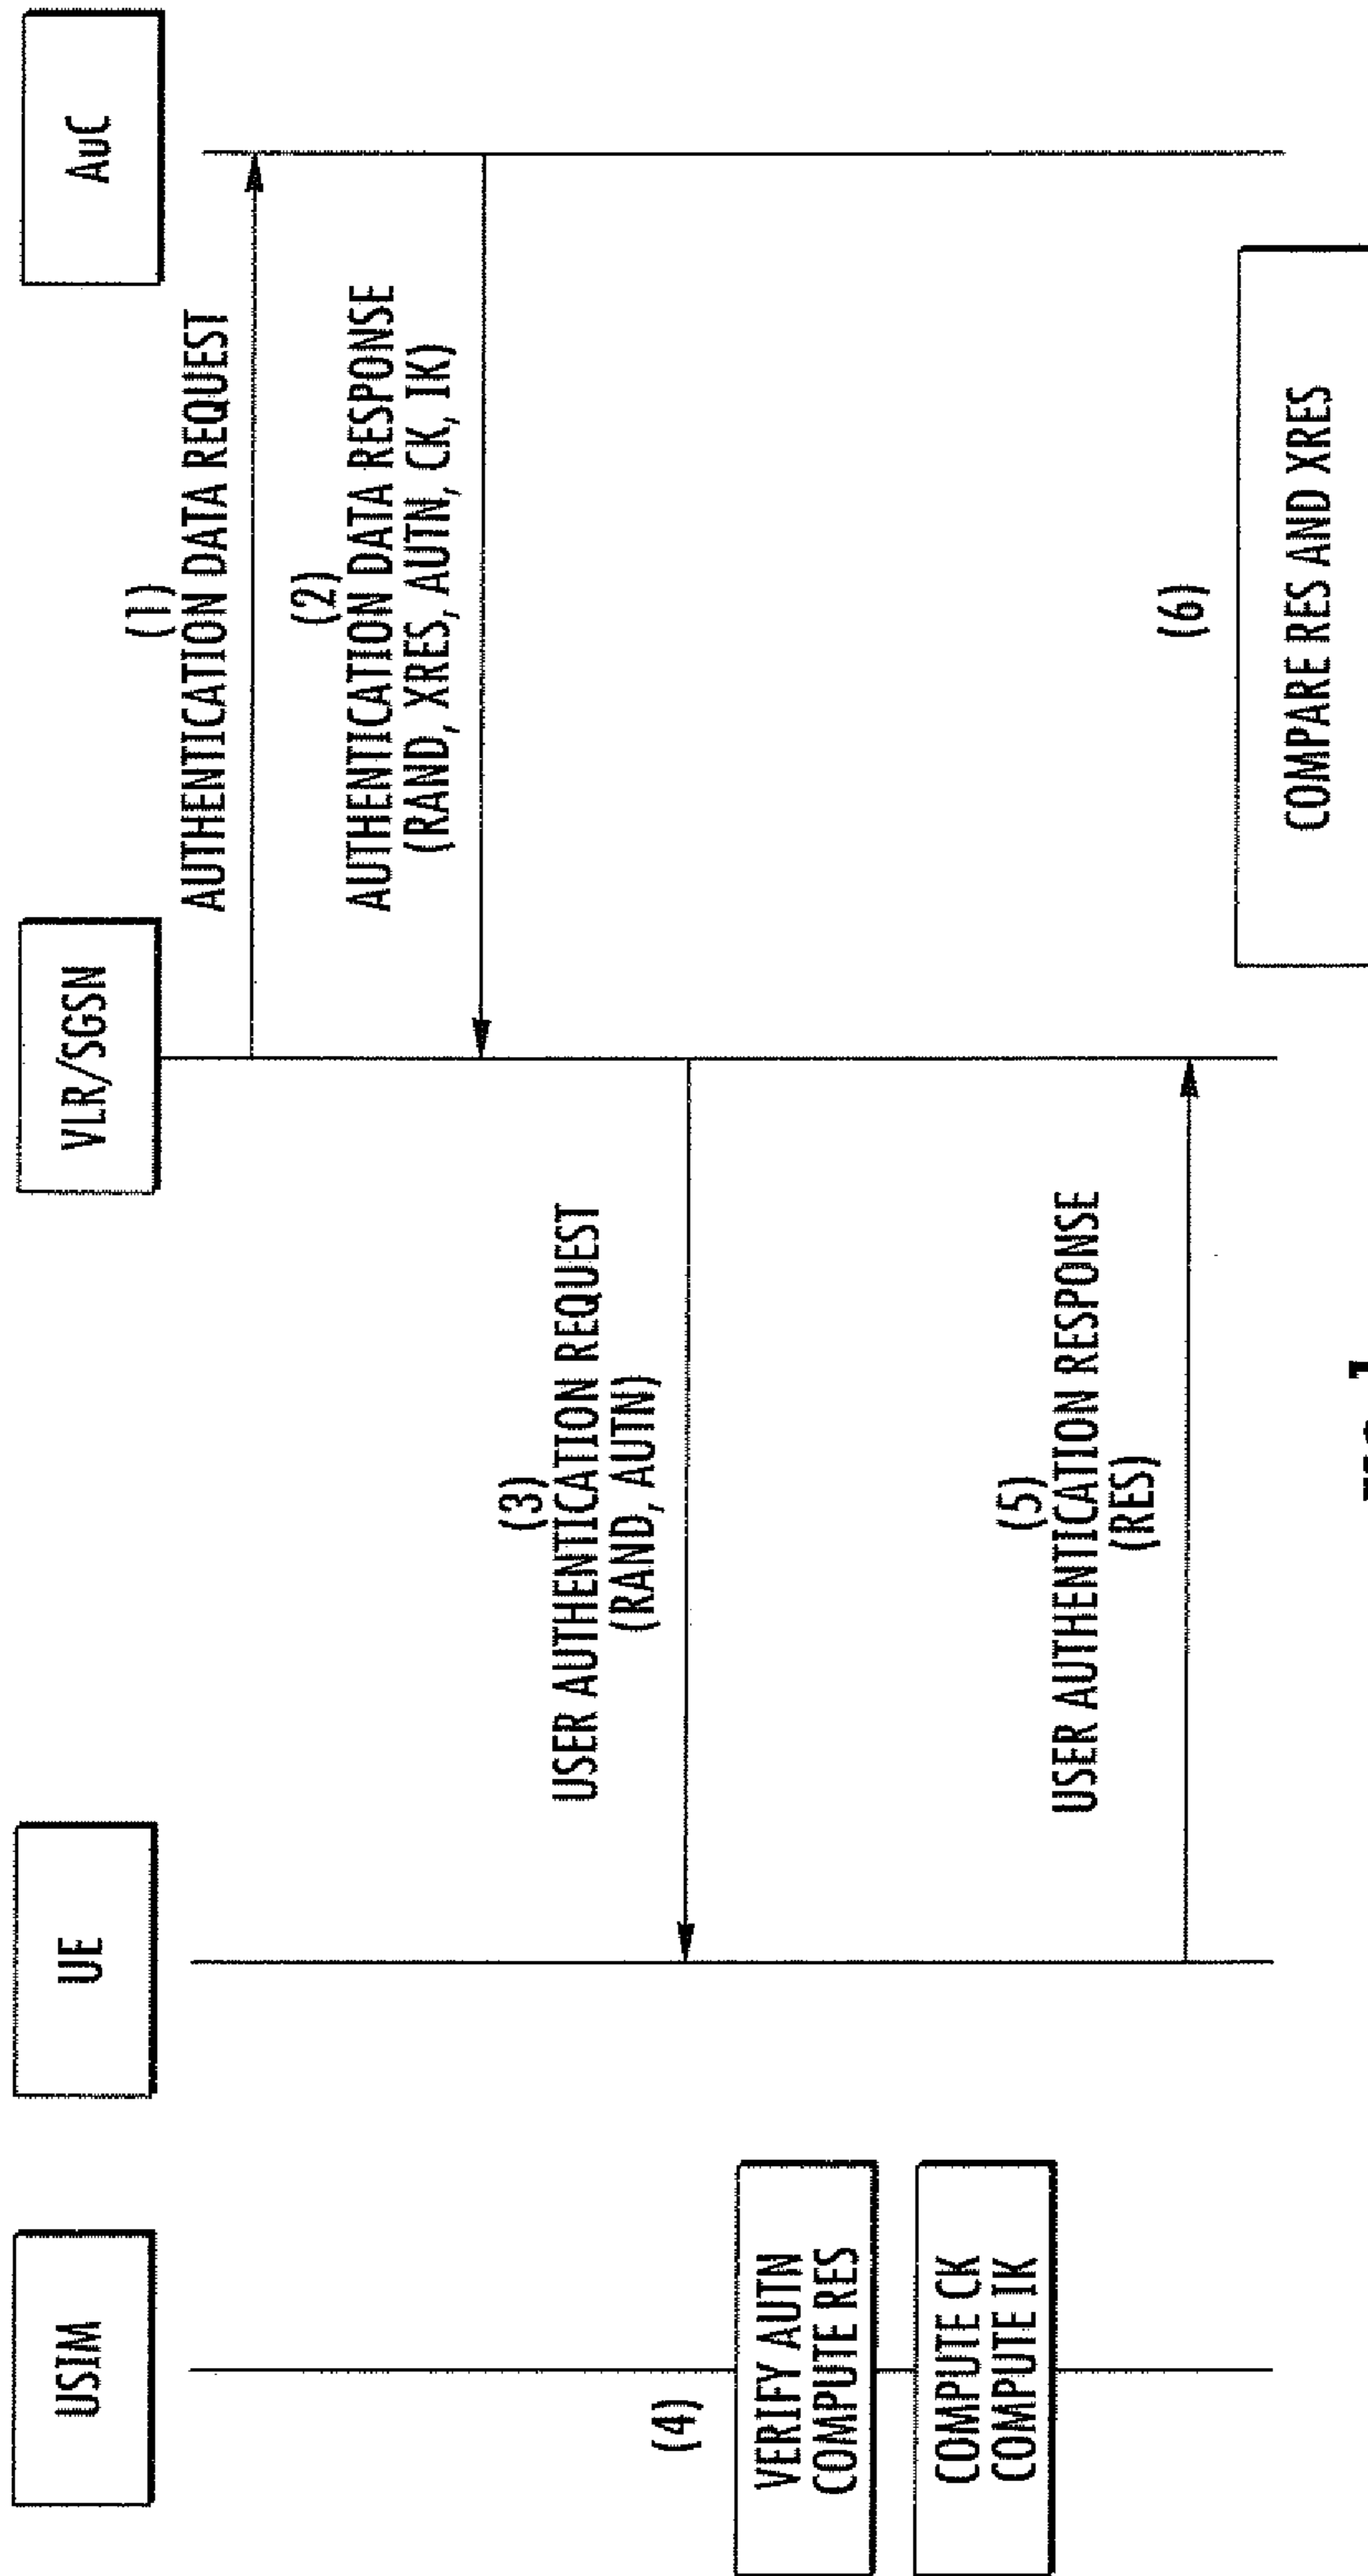 USIM
UE
VLR/SGSN
AuC
(1)
AUTHENTICATION DATA REQUEST
(2)
AUTHENTICATION DATA RESPONSE
(RAND, XRES, AUTN, CK, IK)
(3)
USER AUTHENTICATION REQUEST
(RAND, AUTN)
(4)
VERIFY AUTN
COMPUTE RES
COMPUTE CK
COMPUTE IK
(5)
USER AUTHENTICATION RESPONSE
(RES)
(6)
COMPARE RES AND XRES